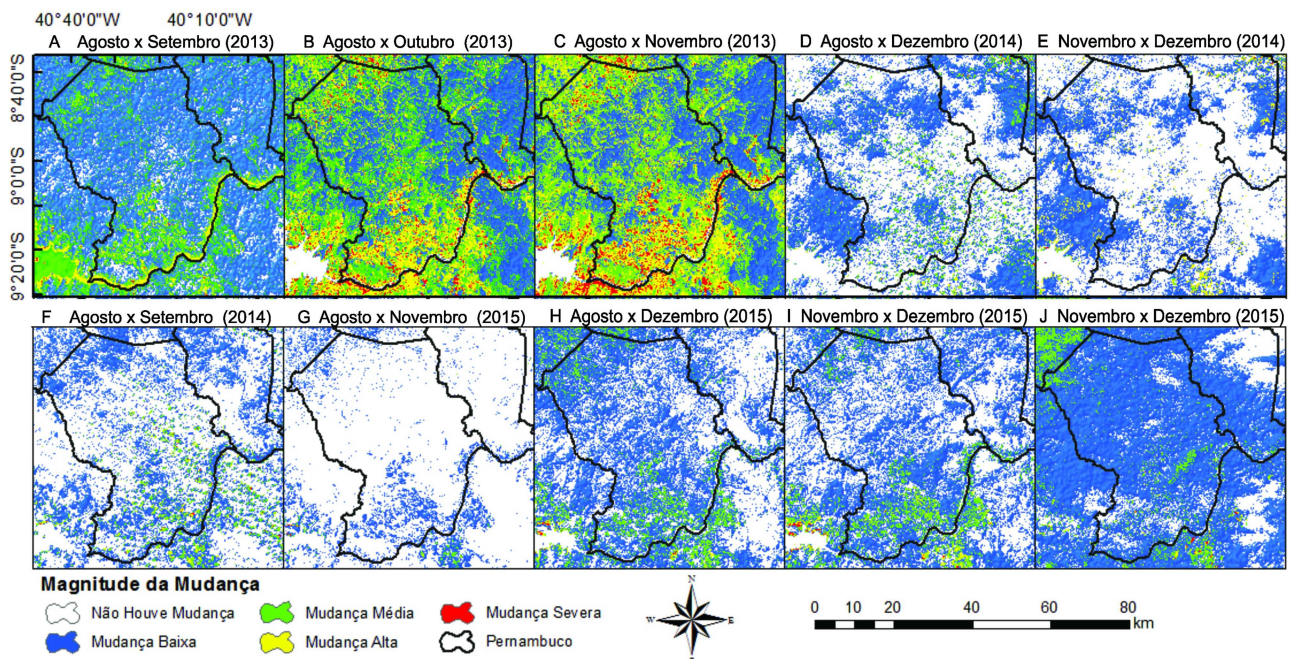 40°40'0"W 40°10'0"W
A Agosto x Setembro (2013)
B Agosto x Outubro (2013)
C Agosto x Novembro (2013)
D Agosto x Dezembro (2014)
E Novembro x Dezembro (2014)
8°40'0"S
9°0'0"S
9°20'0"S
F Agosto x Setembro (2014)
G Agosto x Novembro (2015)
H Agosto x Dezembro (2015)
I Novembro x Dezembro (2015)
J Novembro x Dezembro (2015)
Magnitude da Mudança
Não Houve Mudança
Mudança Média
Mudança Severa
Mudança Baixa
Mudança Alta
Pernambuco
N
W
E
S
0 10 20 40 60 80
km